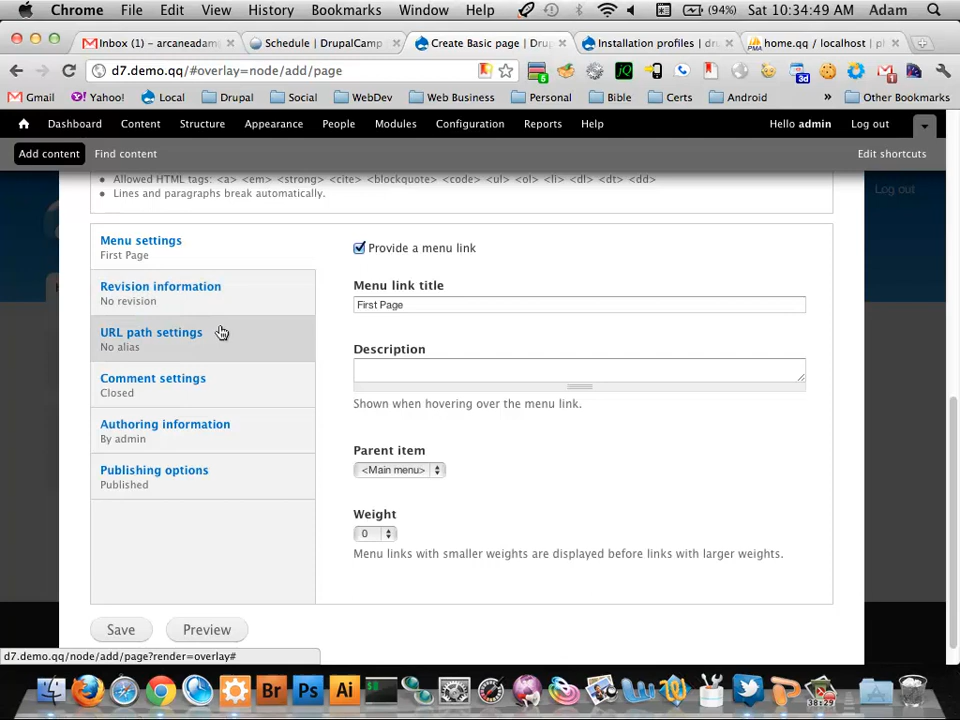 Chrome File Edit View History Bookmarks Window Help (94%) Sat 10:34:49 AM Adam
Inbox (1) – arcaneadam Schedule | DrupalCamp Create Basic page | Dru Installation profiles | dru home.qq / localhost | p
d7.demo.qq/#overlay=node/add/page
Gmail Yahoo! Local Drupal Social WebDev Web Business Personal Bible Certs Android » Other Bookmarks
Dashboard Content Structure Appearance People Modules Configuration Reports Help Hello admin Log out
Add content Find content Edit shortcuts
Allowed HTML tags: <a> <em> <strong> <cite> <blockquote> <code> <ul> <ol> <li> <dl> <dt> <dd>
Log out
Lines and paragraphs break automatically.
Menu settings
First Page
Provide a menu link
Revision information
No revision
Menu link title
First Page
URL path settings
No alias
Description
Comment settings
Closed
Shown when hovering over the menu link.
Authoring information
By admin
Parent item
<Main menu>
Publishing options
Published
Weight
0
Menu links with smaller weights are displayed before links with larger weights.
Save Preview
d7.demo.qq/node/add/page?render=overlay#
Br Ps Ai
38:29